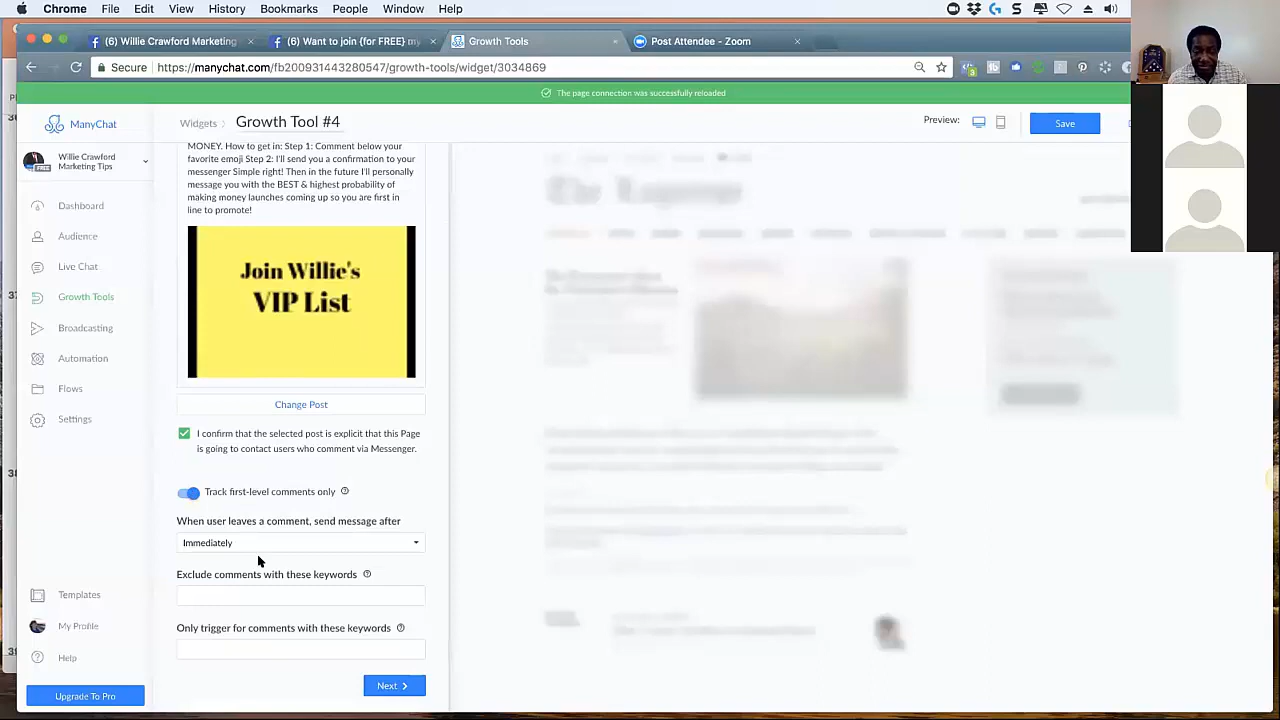 Chrome File Edit View History Bookmarks People Window Help
(6) Willie Crawford Marketing
(6) Want to join {for FREE} my
Growth Tools
Post Attendee - Zoom
Secure https://manychat.com/fb200931443280547/growth-tools/widget/3034869
The page connection was successfully reloaded
ManyChat
Widgets
Growth Tool #4
Preview:
Save
Willie Crawford
Marketing Tips
Dashboard
Audience
Live Chat
Growth Tools
Broadcasting
Automation
Flows
Settings
Templates
My Profile
Help
Upgrade To Pro
MONEY. How to get in: Step 1: Comment below your
favorite emoji Step 2: I'll send you a confirmation to your
messenger Simple right! Then in the future I'll personally
message you with the BEST & highest probability of
making money launches coming up so you are first in
line to promote!
Join Willie's
VIP List
Change Post
I confirm that the selected post is explicit that this Page
is going to contact users who comment via Messenger.
Track first-level comments only
When user leaves a comment, send message after
Immediately
Exclude comments with these keywords
Only trigger for comments with these keywords
Next